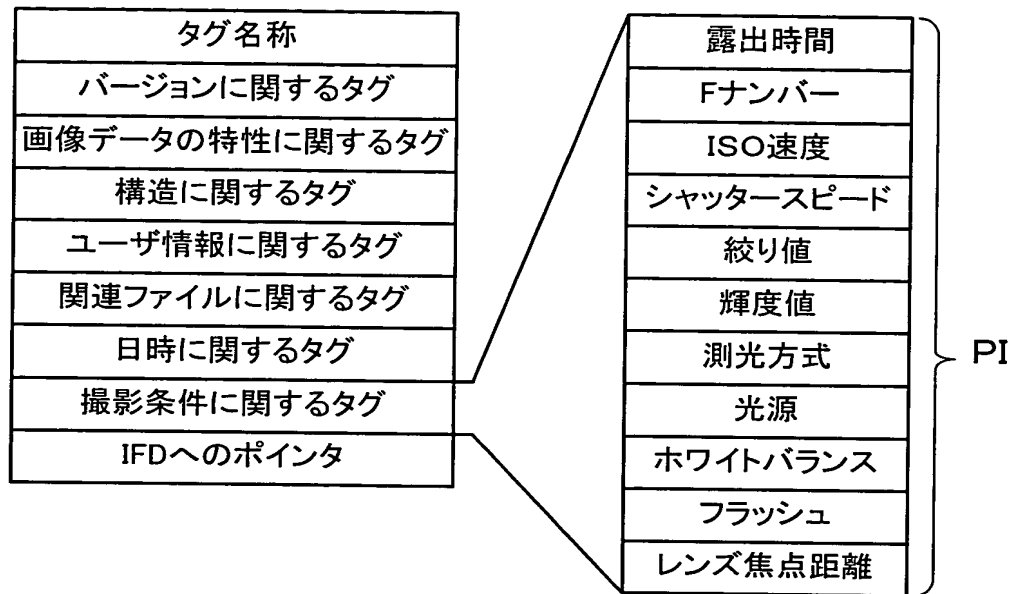 タグ名称
バージョンに関するタグ
画像データの特性に関するタグ
構造に関するタグ
ユーザ情報に関するタグ
関連ファイルに関するタグ
日時に関するタグ
撮影条件に関するタグ
IFDへのポインタ
露出時間
Fナンバー
ISO速度
シャッタースピード
絞り値
輝度値
測光方式
光源
ホワイトバランス
フラッシュ
レンズ焦点距離
PI